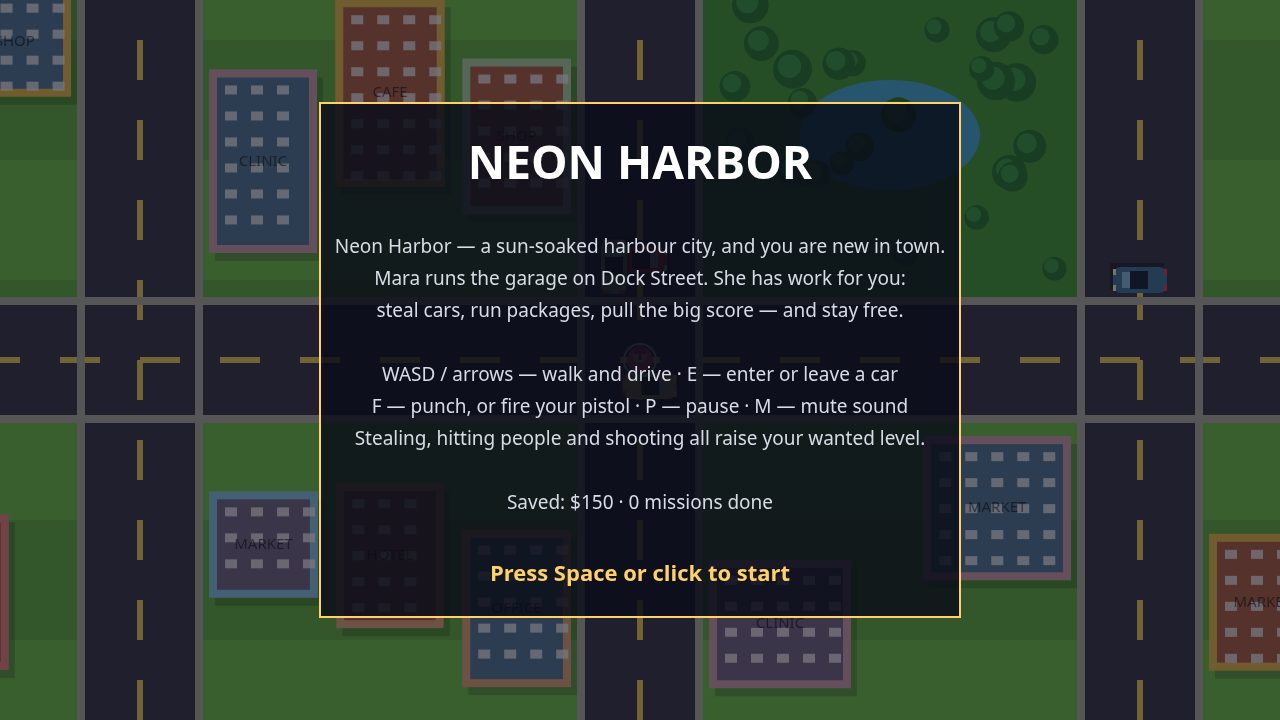 SHOP
CAFE
SHOP
CLINIC
NEON HARBOR
Neon Harbor — a sun-soaked harbour city, and you are new in town.
Mara runs the garage on Dock Street. She has work for you:
steal cars, run packages, pull the big score — and stay free.
WASD / arrows — walk and drive · E — enter or leave a car
F — punch, or fire your pistol · P — pause · M — mute sound
Stealing, hitting people and shooting all raise your wanted level.
Saved: $150 · 0 missions done
Press Space or click to start
MARKET
MARKET
HOTEL
OFFICE
CLINIC